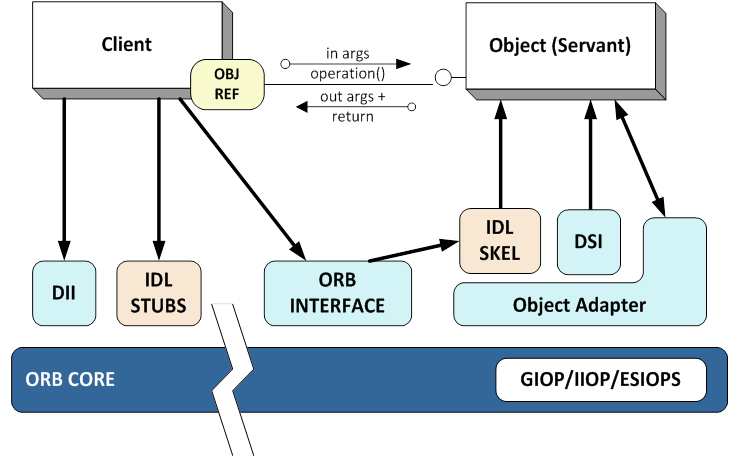 Client
OBJ
REF
in args
operation()
out args +
return
Object (Servant)
DII
IDL
STUBS
ORB
INTERFACE
IDL
SKEL
DSI
Object Adapter
ORB CORE
GIOP/IIOP/ESIOPS